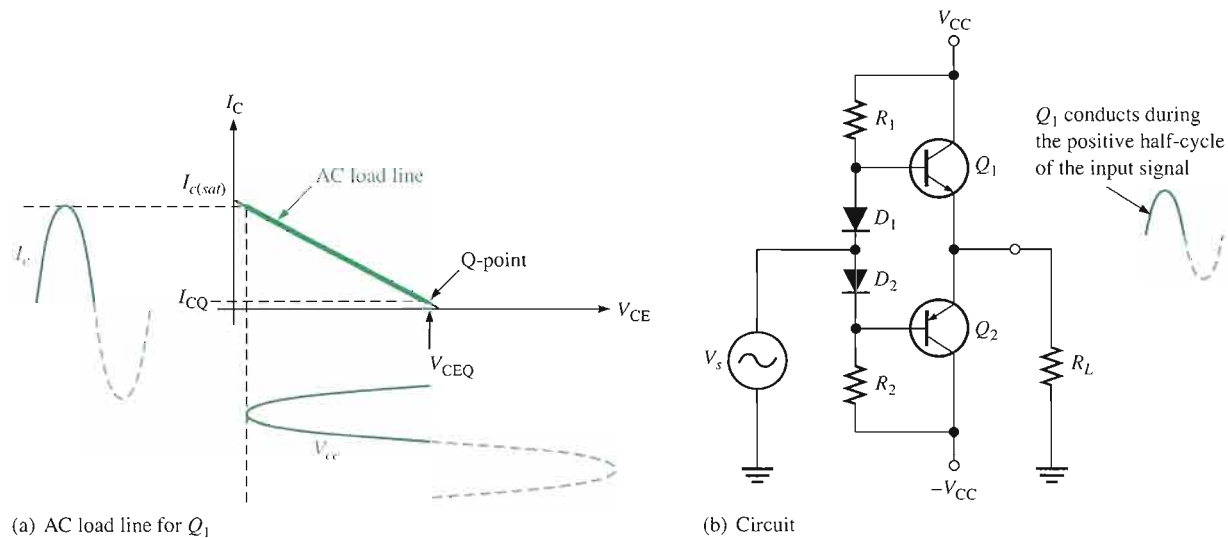 I_C
I_c(sat)
AC load line
I_c
Q-point
I_CQ
V_CE
V_CEQ
V_ce
(a) AC load line for Q_1
V_CC
R_1
Q_1
Q_1 conducts during
the positive half-cycle
of the input signal
D_1
D_2
Q_2
V_s
R_2
R_L
-V_CC
(b) Circuit